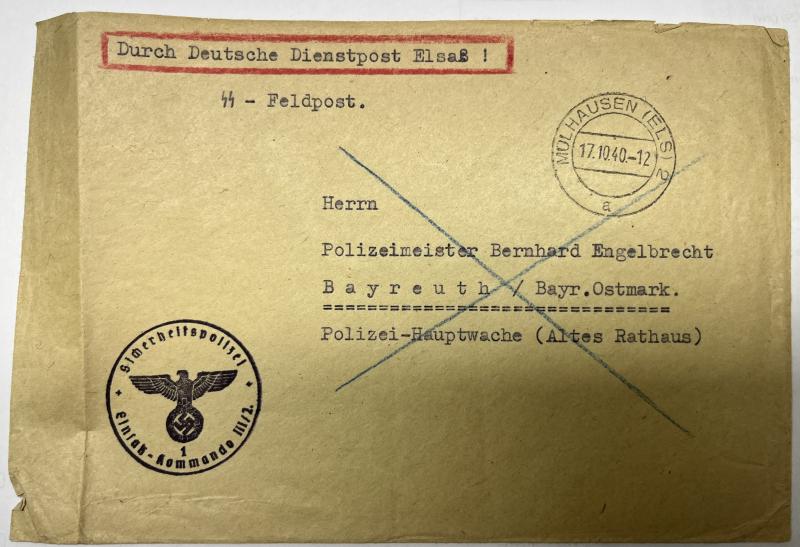 Durch Deutsche Dienstpost Elsaß !
ᛋᛋ - Feldpost.
MÜLHAUSEN (ELS) 2
17.10.40.-12
a
Herrn
Polizeimeister Bernhard Engelbrecht
Bayreuth / Bayr.Ostmark.
===============================
Polizei-Hauptwache (Altes Rathaus)
Sicherheitspolizei
Einsatz-Kommando III/2.
1